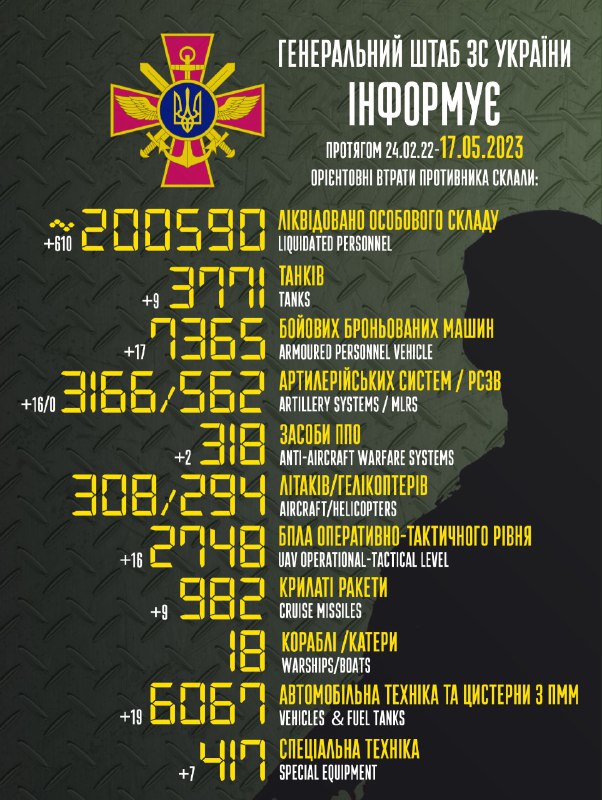 ГЕНЕРАЛЬНИЙ ШТАБ ЗС УКРАЇНИ
ІНФОРМУЄ
ПРОТЯГОМ 24.02.22-17.05.2023
ОРІЄНТОВНІ ВТРАТИ ПРОТИВНИКА СКЛАЛИ:
+610 ~200590 ЛІКВІДОВАНО ОСОБОВОГО СКЛАДУ
LIQUIDATED PERSONNEL
+9 3771 ТАНКІВ
TANKS
+17 7365 БОЙОВИХ БРОНЬОВАНИХ МАШИН
ARMOURED PERSONNEL VEHICLE
+16/0 3166/562 АРТИЛЕРІЙСЬКИХ СИСТЕМ / РСЗВ
ARTILLERY SYSTEMS / MLRS
+2 318 ЗАСОБИ ППО
ANTI-AIRCRAFT WARFARE SYSTEMS
308/294 ЛІТАКІВ/ГЕЛІКОПТЕРІВ
AIRCRAFT/HELICOPTERS
+16 2748 БПЛА ОПЕРАТИВНО-ТАКТИЧНОГО РІВНЯ
UAV OPERATIONAL-TACTICAL LEVEL
+9 982 КРИЛАТІ РАКЕТИ
CRUISE MISSILES
18 КОРАБЛІ /КАТЕРИ
WARSHIPS/BOATS
+19 6067 АВТОМОБІЛЬНА ТЕХНІКА ТА ЦИСТЕРНИ З ПММ
VEHICLES & FUEL TANKS
+7 417 СПЕЦІАЛЬНА ТЕХНІКА
SPECIAL EQUIPMENT